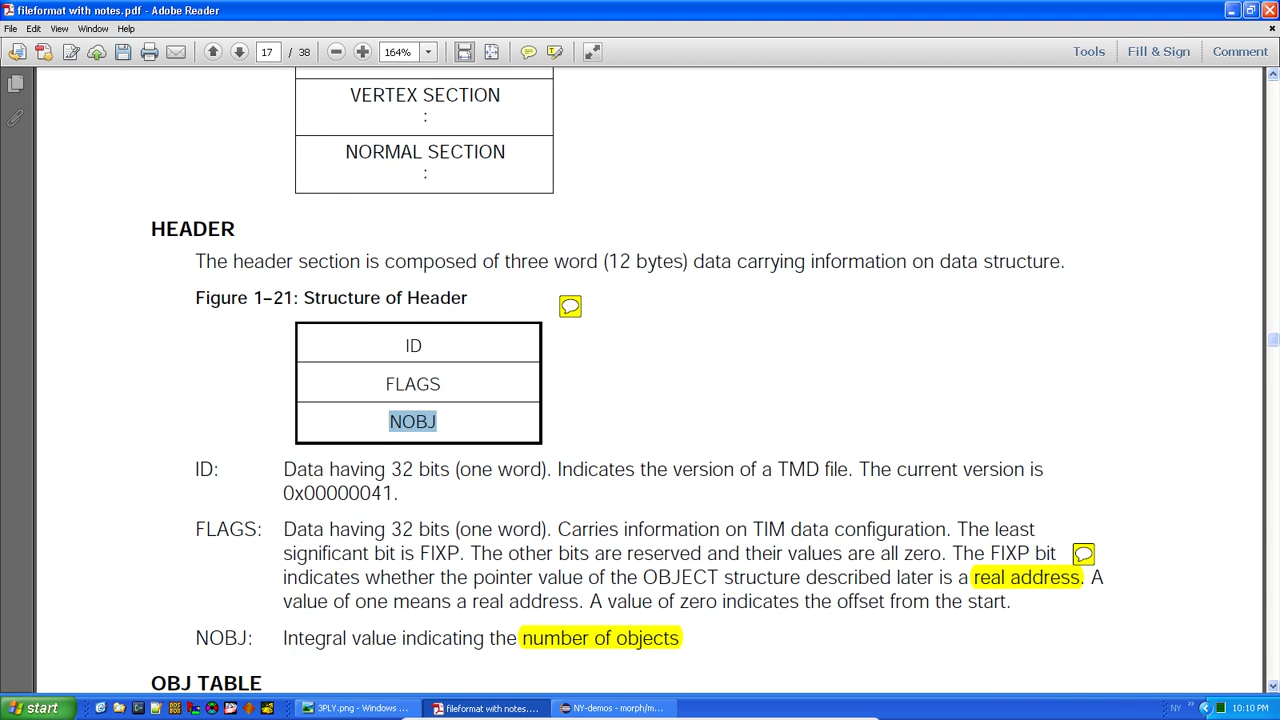 fileformat with notes.pdf - Adobe Reader
File Edit View Window Help
17 / 38 164% Tools Fill & Sign Comment
VERTEX SECTION
:
NORMAL SECTION
:
HEADER
The header section is composed of three word (12 bytes) data carrying information on data structure.
Figure 1–21: Structure of Header
ID
FLAGS
NOBJ
ID: Data having 32 bits (one word). Indicates the version of a TMD file. The current version is
0x00000041.
FLAGS: Data having 32 bits (one word). Carries information on TIM data configuration. The least
significant bit is FIXP. The other bits are reserved and their values are all zero. The FIXP bit
indicates whether the pointer value of the OBJECT structure described later is a real address. A
value of one means a real address. A value of zero indicates the offset from the start.
NOBJ: Integral value indicating the number of objects
OBJ TABLE
start 3PLY.png - Windows ... fileformat with notes.... NY-demos - morph/m... NY 10:10 PM